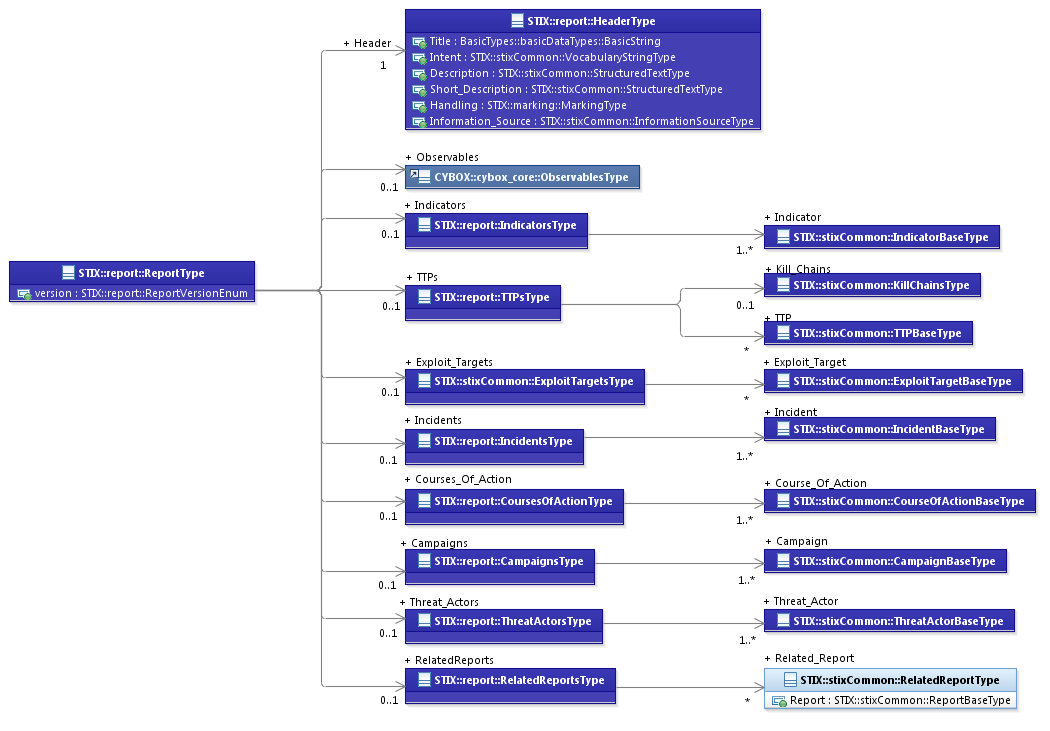 STIX::report::HeaderType
+ Header
1
Title : BasicTypes::basicDataTypes::BasicString
Intent : STIX::stixCommon::VocabularyStringType
Description : STIX::stixCommon::StructuredTextType
Short_Description : STIX::stixCommon::StructuredTextType
Handling : STIX::marking::MarkingType
Information_Source : STIX::stixCommon::InformationSourceType
+ Observables
0..1
CYBOX::cybox_core::ObservablesType
+ Indicators
0..1
STIX::report::IndicatorsType
+ Indicator
1..*
STIX::stixCommon::IndicatorBaseType
STIX::report::ReportType
version : STIX::report::ReportVersionEnum
+ TTPs
0..1
STIX::report::TTPsType
+ Kill_Chains
0..1
STIX::stixCommon::KillChainsType
+ TTP
*
STIX::stixCommon::TTPBaseType
+ Exploit_Targets
0..1
STIX::stixCommon::ExploitTargetsType
+ Exploit_Target
*
STIX::stixCommon::ExploitTargetBaseType
+ Incidents
0..1
STIX::report::IncidentsType
+ Incident
1..*
STIX::stixCommon::IncidentBaseType
+ Courses_Of_Action
0..1
STIX::report::CoursesOfActionType
+ Course_Of_Action
1..*
STIX::stixCommon::CourseOfActionBaseType
+ Campaigns
0..1
STIX::report::CampaignsType
+ Campaign
1..*
STIX::stixCommon::CampaignBaseType
+ Threat_Actors
0..1
STIX::report::ThreatActorsType
+ Threat_Actor
1..*
STIX::stixCommon::ThreatActorBaseType
+ RelatedReports
0..1
STIX::report::RelatedReportsType
+ Related_Report
*
STIX::stixCommon::RelatedReportType
Report : STIX::stixCommon::ReportBaseType